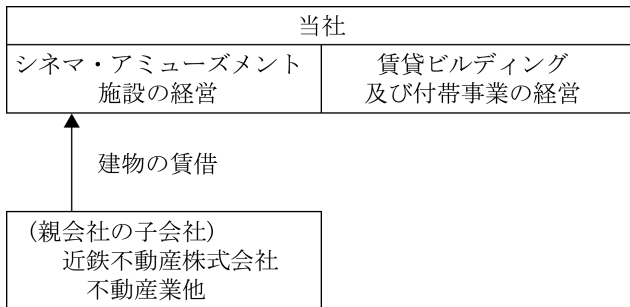 当社
シネマ・アミューズメント
施設の経営
賃貸ビルディング
及び付帯事業の経営
建物の賃借
(親会社の子会社)
近鉄不動産株式会社
不動産業他